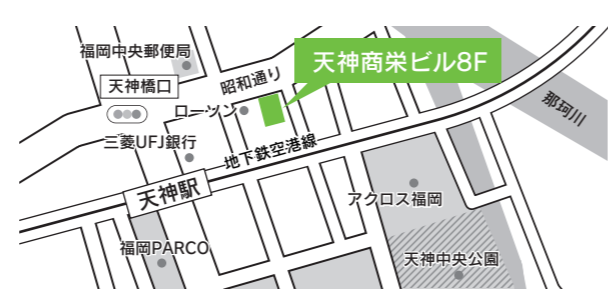 福岡中央郵便局
天神橋口
昭和通り
天神商栄ビル8F
ローソン
那珂川
三菱UFJ銀行
地下鉄空港線
天神駅
アクロス福岡
福岡PARCO
天神中央公園